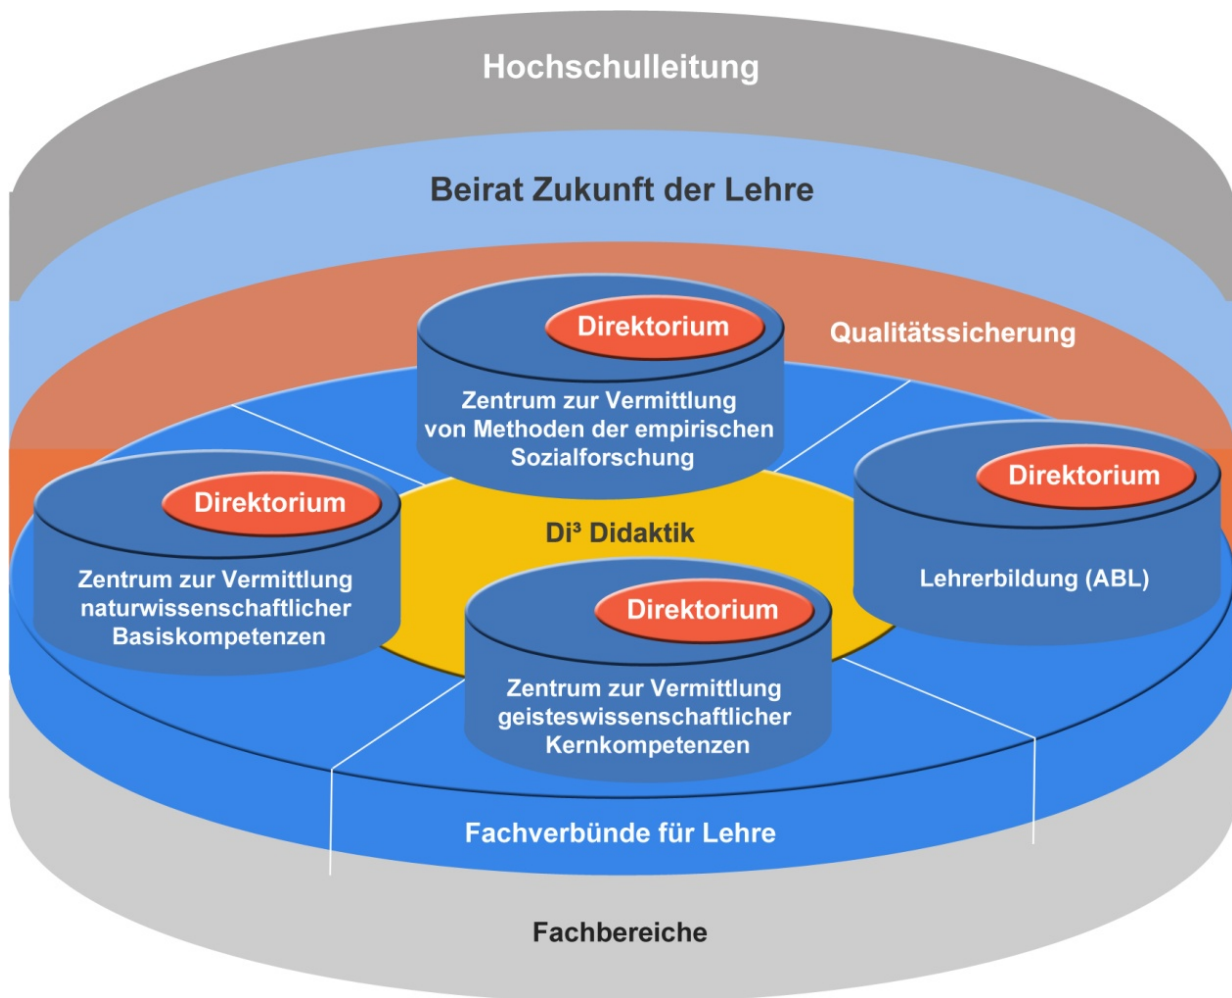 Hochschulleitung
Beirat Zukunft der Lehre
Qualitätssicherung
Direktorium
Zentrum zur Vermittlung
von Methoden der empirischen
Sozialforschung
Direktorium
Zentrum zur Vermittlung
naturwissenschaftlicher
Basiskompetenzen
Di³ Didaktik
Direktorium
Lehrerbildung (ABL)
Direktorium
Zentrum zur Vermittlung
geisteswissenschaftlicher
Kernkompetenzen
Fachverbünde für Lehre
Fachbereiche